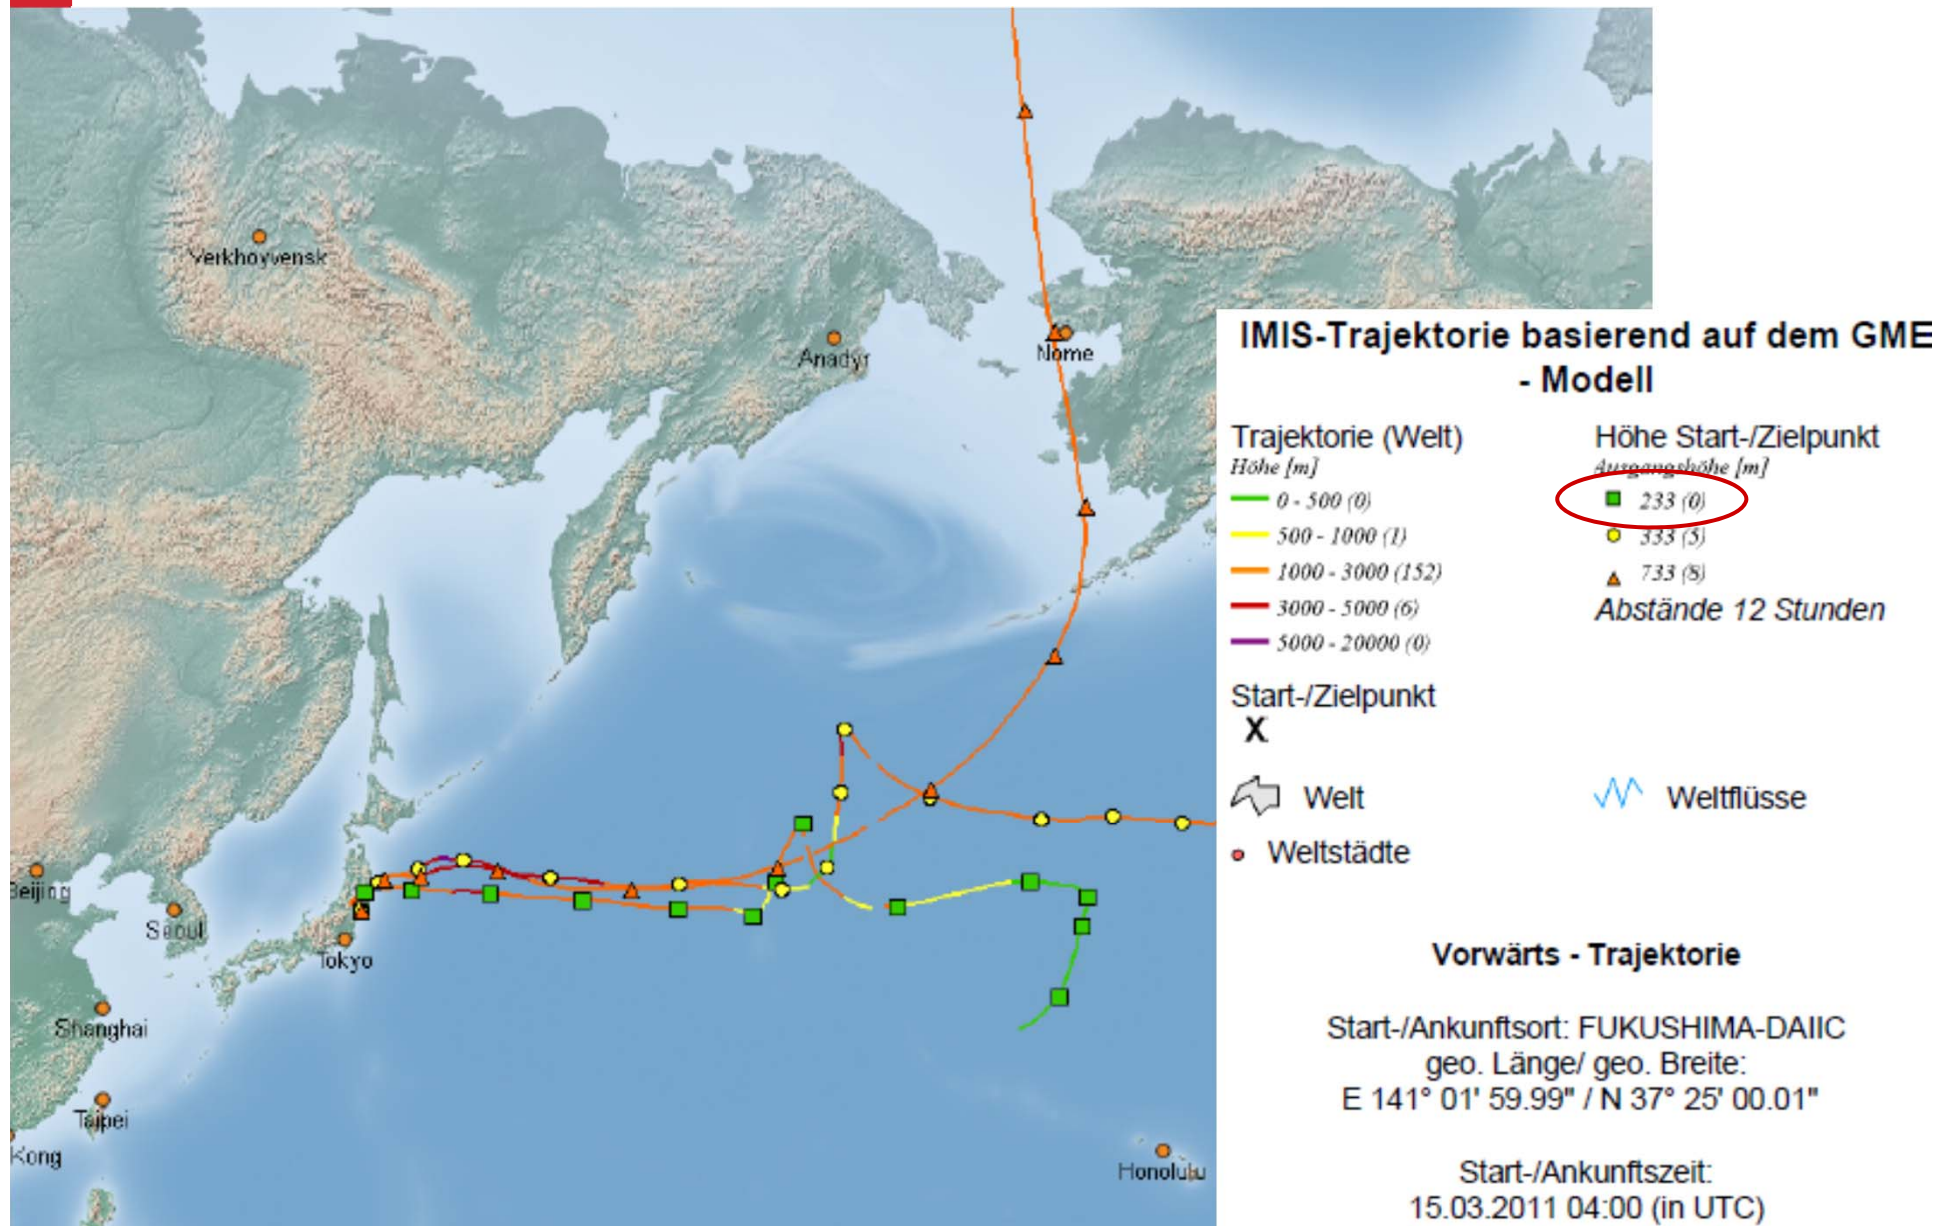 Verkhoyvensk
Anadyr
Nome
Beijing
Seoul
Tokyo
Shanghai
Taipei
Kong
Honolulu
IMIS-Trajektorie basierend auf dem GME
- Modell
Trajektorie (Welt)
Höhe [m]
0 - 500 (0)
500 - 1000 (1)
1000 - 3000 (152)
3000 - 5000 (6)
5000 - 20000 (0)
Höhe Start-/Zielpunkt
Ausgangshöhe [m]
233 (0)
333 (5)
733 (8)
Abstände 12 Stunden
Start-/Zielpunkt
X
Welt
Weltflüsse
Weltstädte
Vorwärts - Trajektorie
Start-/Ankunftsort: FUKUSHIMA-DAIIC
geo. Länge/ geo. Breite:
E 141° 01' 59.99" / N 37° 25' 00.01"
Start-/Ankunftszeit:
15.03.2011 04:00 (in UTC)